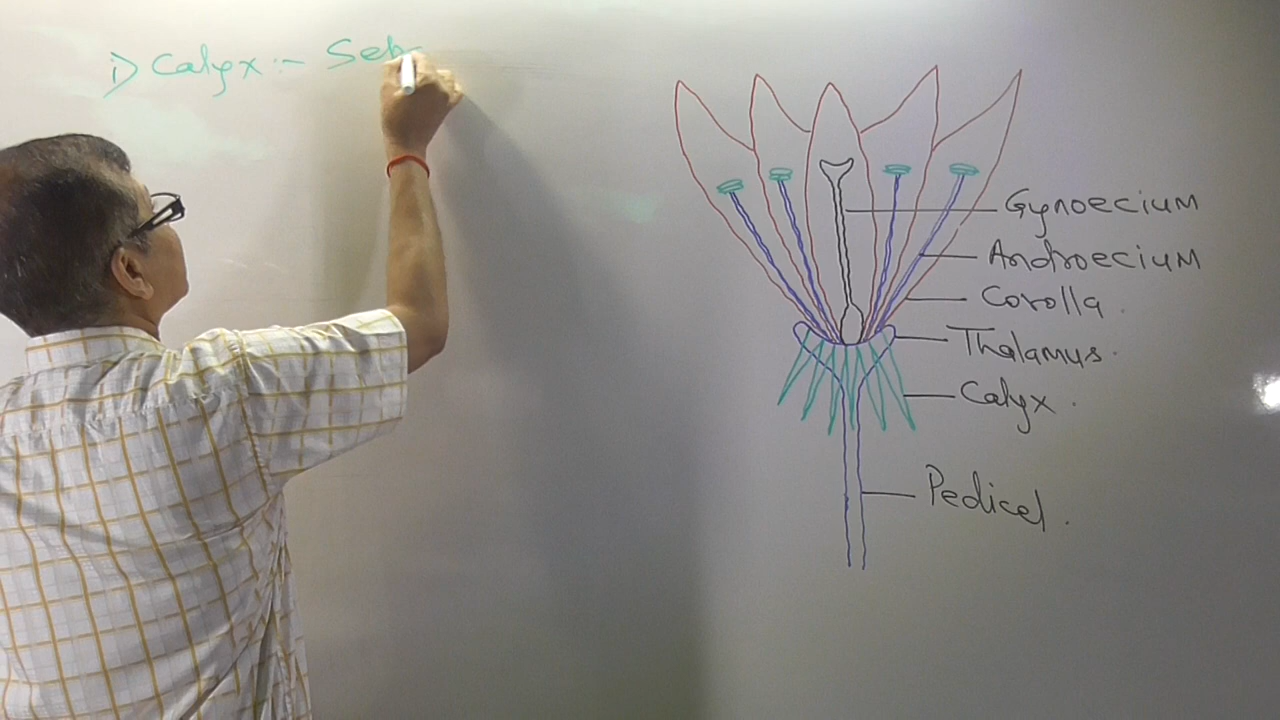 i) Calyx :- Sep
Gynoecium
Androecium
Corolla.
Thalamus.
Calyx.
Pedicel.